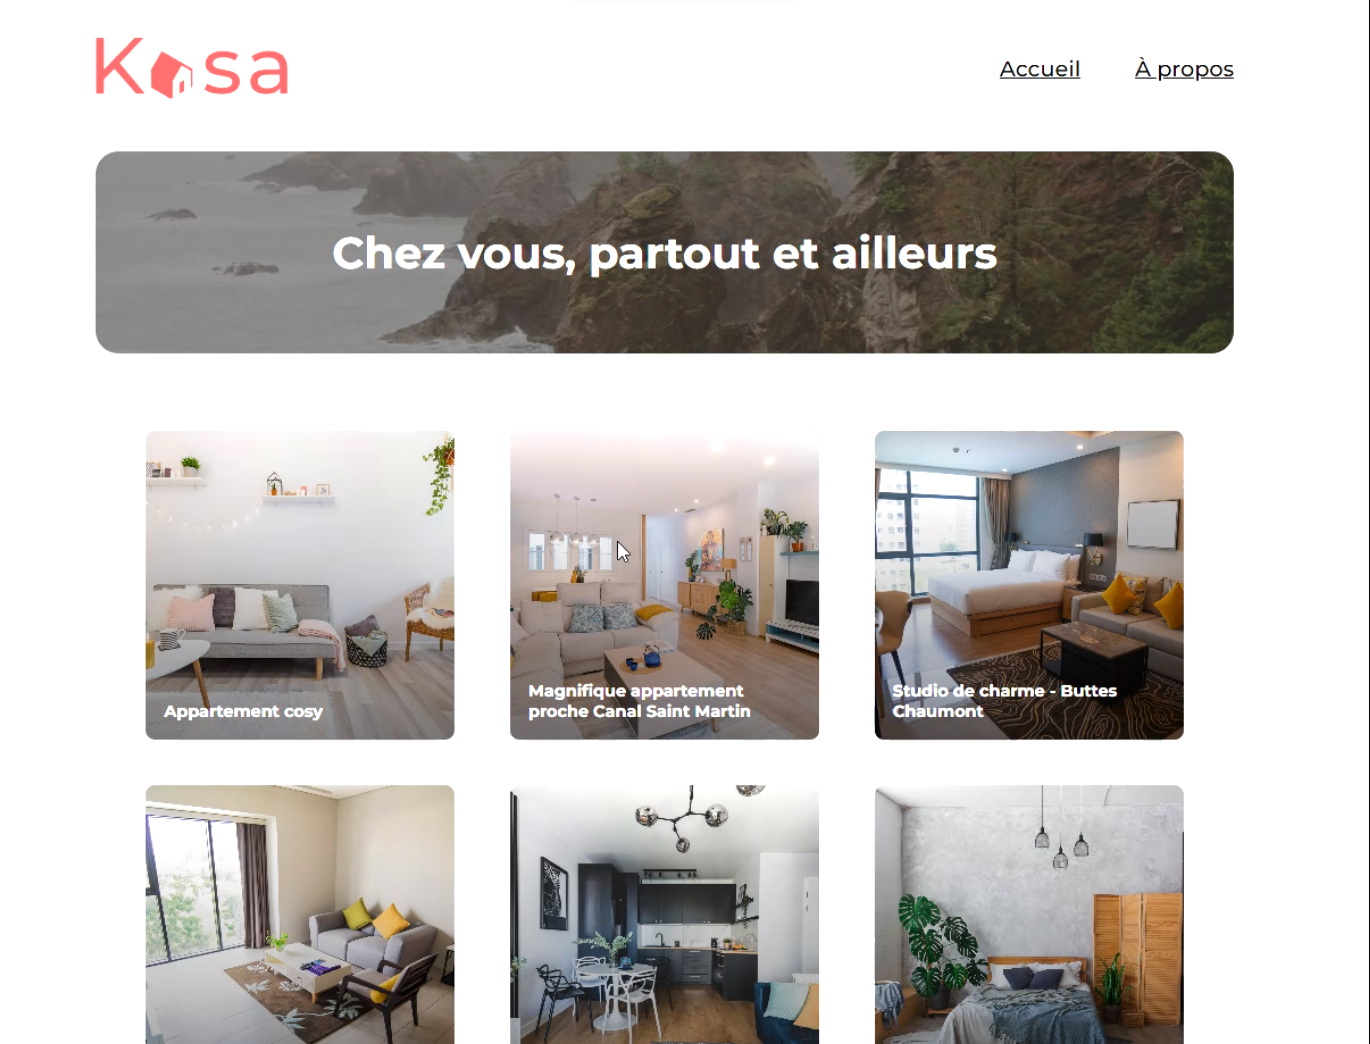 Kasa
Accueil
À propos
Chez vous, partout et ailleurs
Appartement cosy
Magnifique appartement
proche Canal Saint Martin
Studio de charme - Buttes
Chaumont